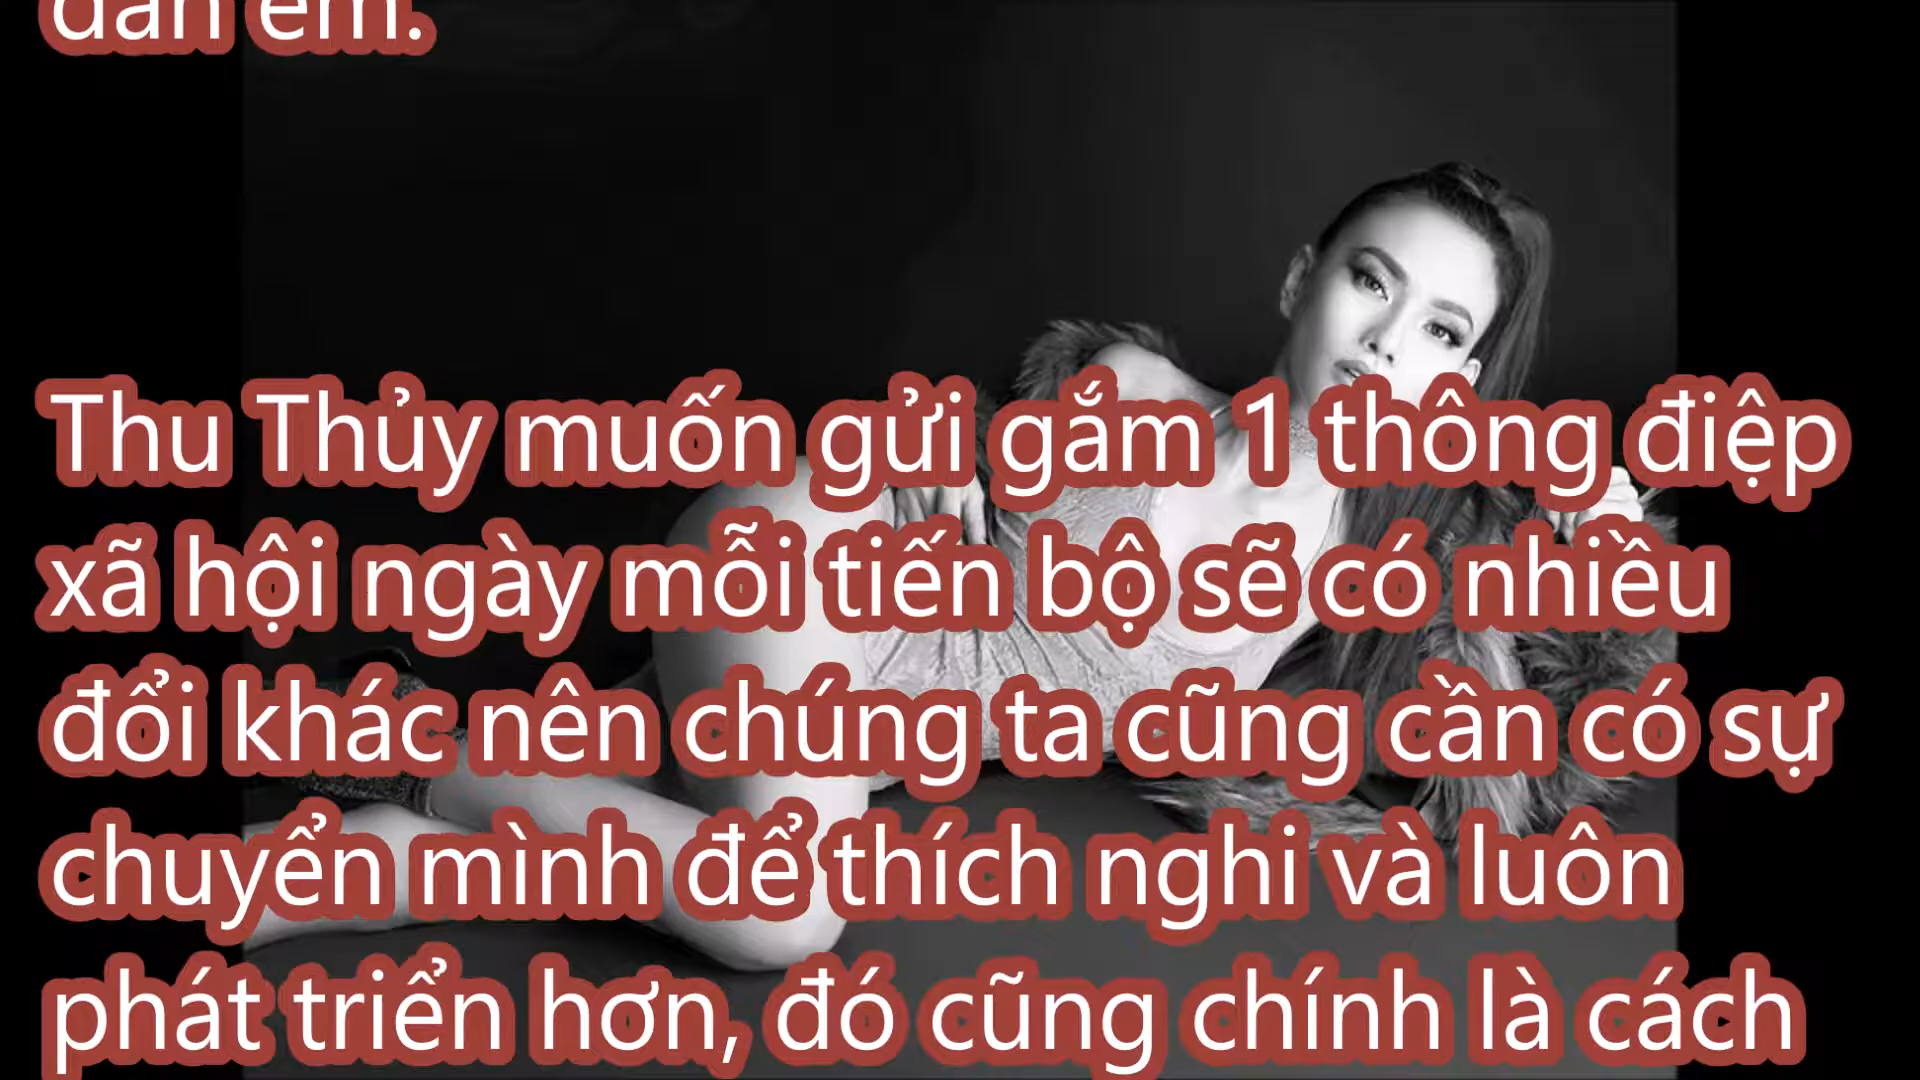 đàn em.
Thu Thủy muốn gửi gắm 1 thông điệp
xã hội ngày mỗi tiến bộ sẽ có nhiều
đổi khác nên chúng ta cũng cần có sự
chuyển mình để thích nghi và luôn
phát triển hơn, đó cũng chính là cách